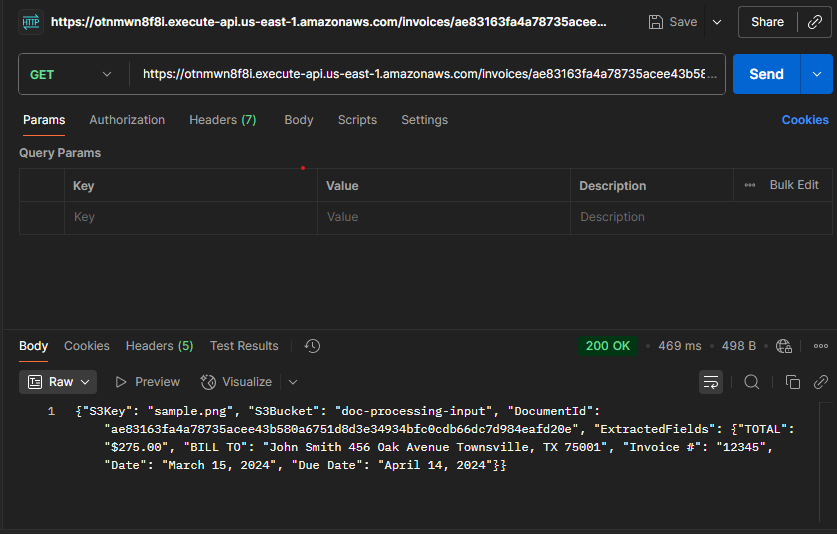 HTTP https://otnmwn8f8i.execute-api.us-east-1.amazonaws.com/invoices/ae83163fa4a78735acee... Save Share
GET https://otnmwn8f8i.execute-api.us-east-1.amazonaws.com/invoices/ae83163fa4a78735acee43b58... Send
Params Authorization Headers (7) Body Scripts Settings Cookies
Query Params
Key Value Description Bulk Edit
Key Value Description
Body Cookies Headers (5) Test Results 200 OK 469 ms 498 B
Raw Preview Visualize
1 {"S3Key": "sample.png", "S3Bucket": "doc-processing-input", "DocumentId":
"ae83163fa4a78735acee43b580a6751d8d3e34934bfc0cdb66dc7d984eafd20e", "ExtractedFields": {"TOTAL":
"$275.00", "BILL TO": "John Smith 456 Oak Avenue Townsville, TX 75001", "Invoice #": "12345",
"Date": "March 15, 2024", "Due Date": "April 14, 2024"}}